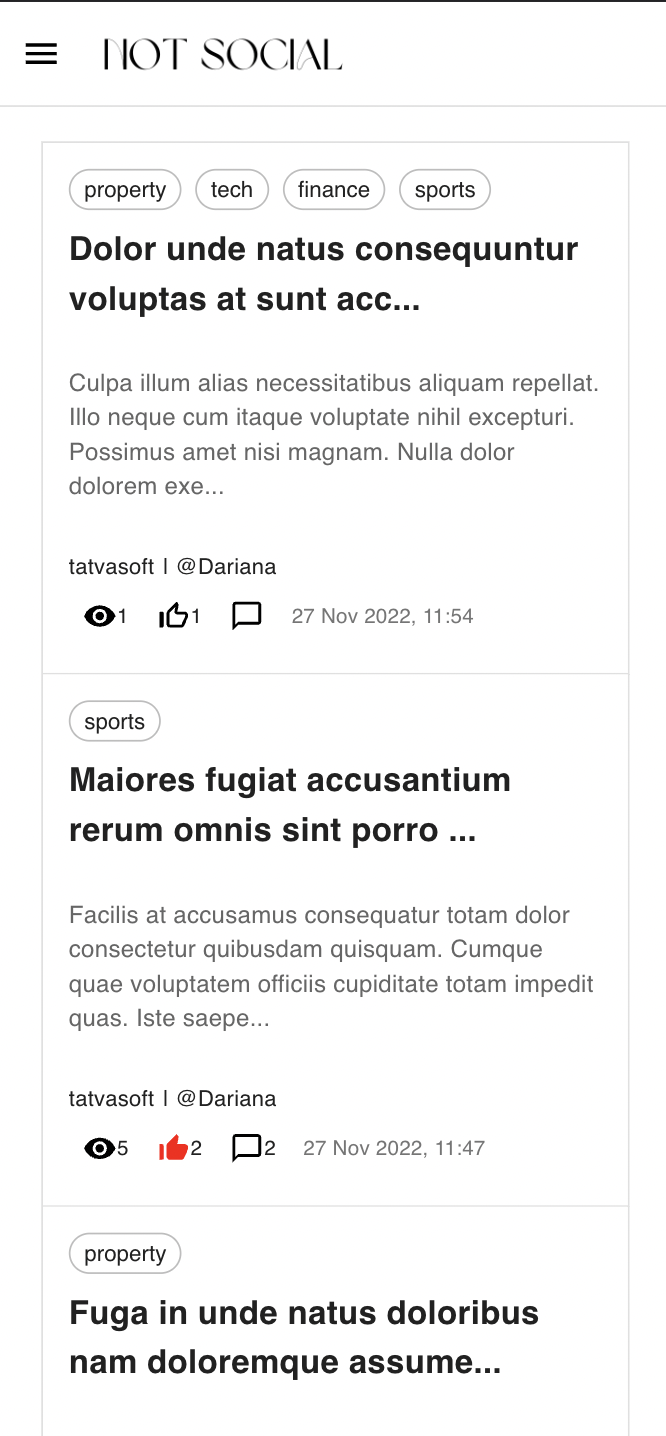 NOT SOCIAL
property tech finance sports
Dolor unde natus consequuntur
voluptas at sunt acc...
Culpa illum alias necessitatibus aliquam repellat.
Illo neque cum itaque voluptate nihil excepturi.
Possimus amet nisi magnam. Nulla dolor
dolorem exe...
tatvasoft | @Dariana
1 1 27 Nov 2022, 11:54
sports
Maiores fugiat accusantium
rerum omnis sint porro ...
Facilis at accusamus consequatur totam dolor
consectetur quibusdam quisquam. Cumque
quae voluptatem officiis cupiditate totam impedit
quas. Iste saepe...
tatvasoft | @Dariana
5 2 2 27 Nov 2022, 11:47
property
Fuga in unde natus doloribus
nam doloremque assume...